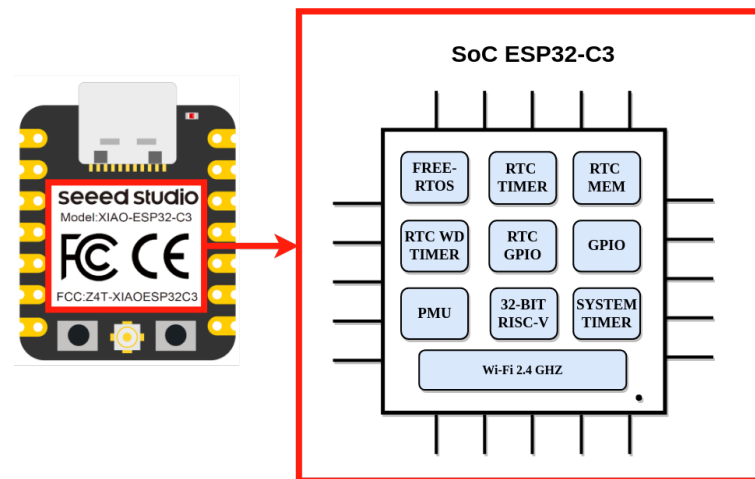 SoC ESP32-C3
seeed studio
Model:XIAO-ESP32-C3
FC CE
FCC:Z4T-XIAOESP32C3
FREE-
RTOS
RTC
TIMER
RTC
MEM
RTC WD
TIMER
RTC
GPIO
GPIO
PMU
32-BIT
RISC-V
SYSTEM
TIMER
Wi-Fi 2.4 GHZ